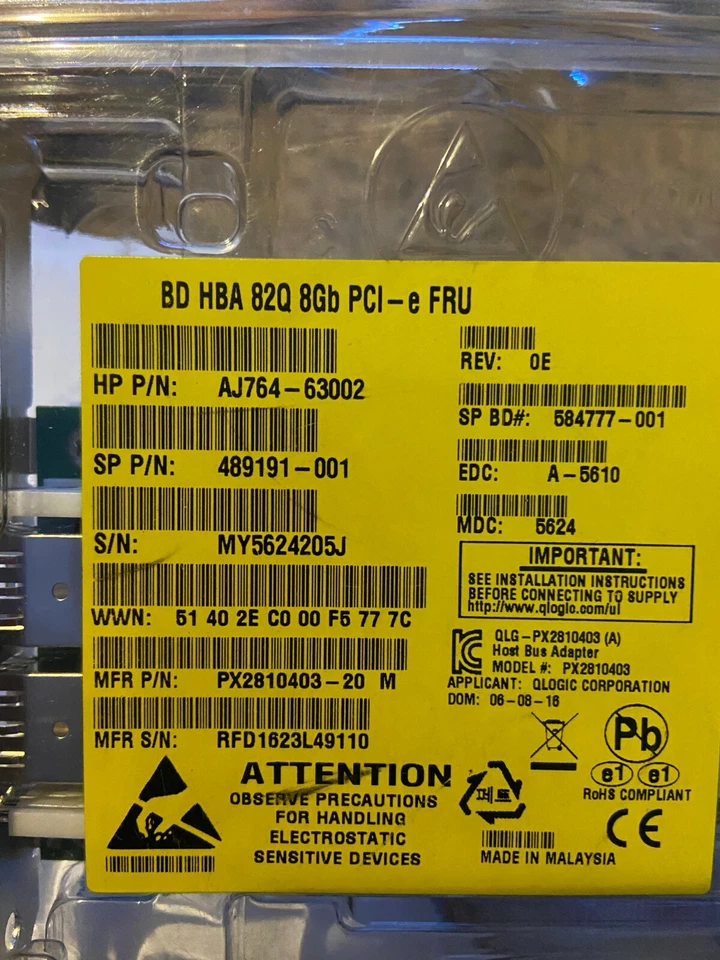 BD HBA 82Q 8Gb PCI-e FRU
HP P/N: AJ764-63002
SP P/N: 489191-001
S/N: MY5624205J
WWN: 51 40 2E C0 00 F5 77 7C
MFR P/N: PX2810403-20 M
MFR S/N: RFD1623L49110
REV: 0E
SP BD#: 584777-001
EDC: A-5610
MDC: 5624
IMPORTANT:
SEE INSTALLATION INSTRUCTIONS
BEFORE CONNECTING TO SUPPLY
http://www.qlogic.com/ul
QLG-PX2810403 (A)
Host Bus Adapter
MODEL #: PX2810403
APPLICANT: QLOGIC CORPORATION
DOM: 06-08-16
Pb
e1 e1
RoHS COMPLIANT
ATTENTION
OBSERVE PRECAUTIONS
FOR HANDLING
ELECTROSTATIC
SENSITIVE DEVICES
CE
MADE IN MALAYSIA